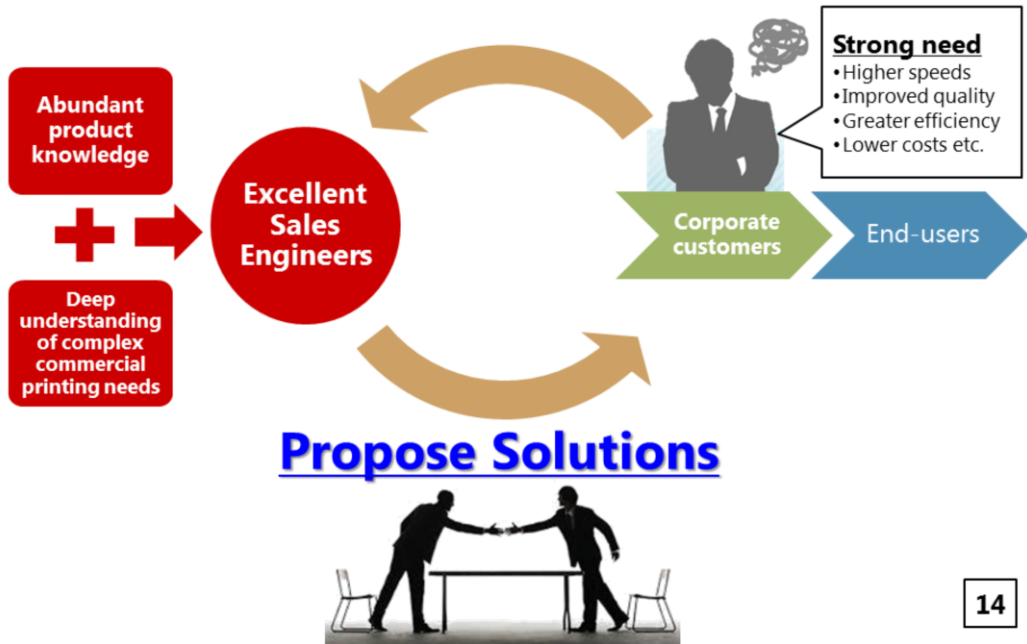 Abundant
product
knowledge
Deep
understanding
of complex
commercial
printing needs
Excellent
Sales
Engineers
Strong need
•Higher speeds
•Improved quality
•Greater efficiency
•Lower costs etc.
Corporate
customers
End-users
Propose Solutions
14